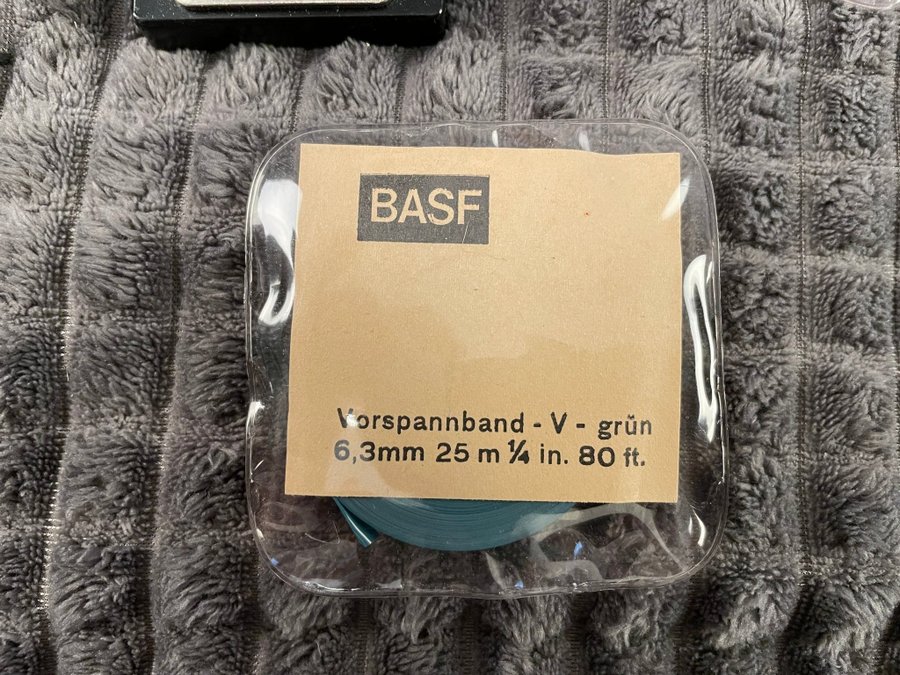 BASF
Vorspannband - V - grün
6,3mm 25 m ¼ in. 80 ft.